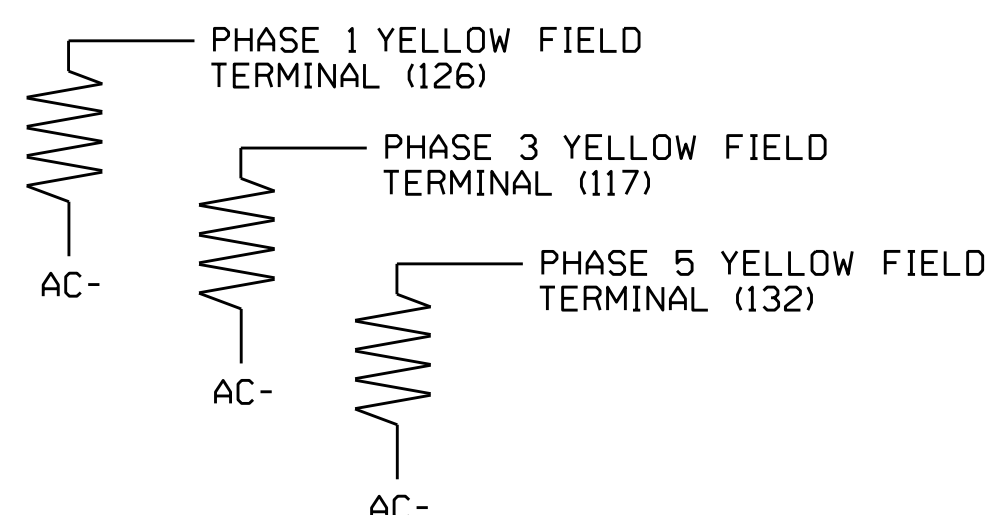 PHASE 1 YELLOW FIELD
TERMINAL (126)
PHASE 3 YELLOW FIELD
TERMINAL (117)
AC-
PHASE 5 YELLOW FIELD
TERMINAL (132)
AC-
AC-